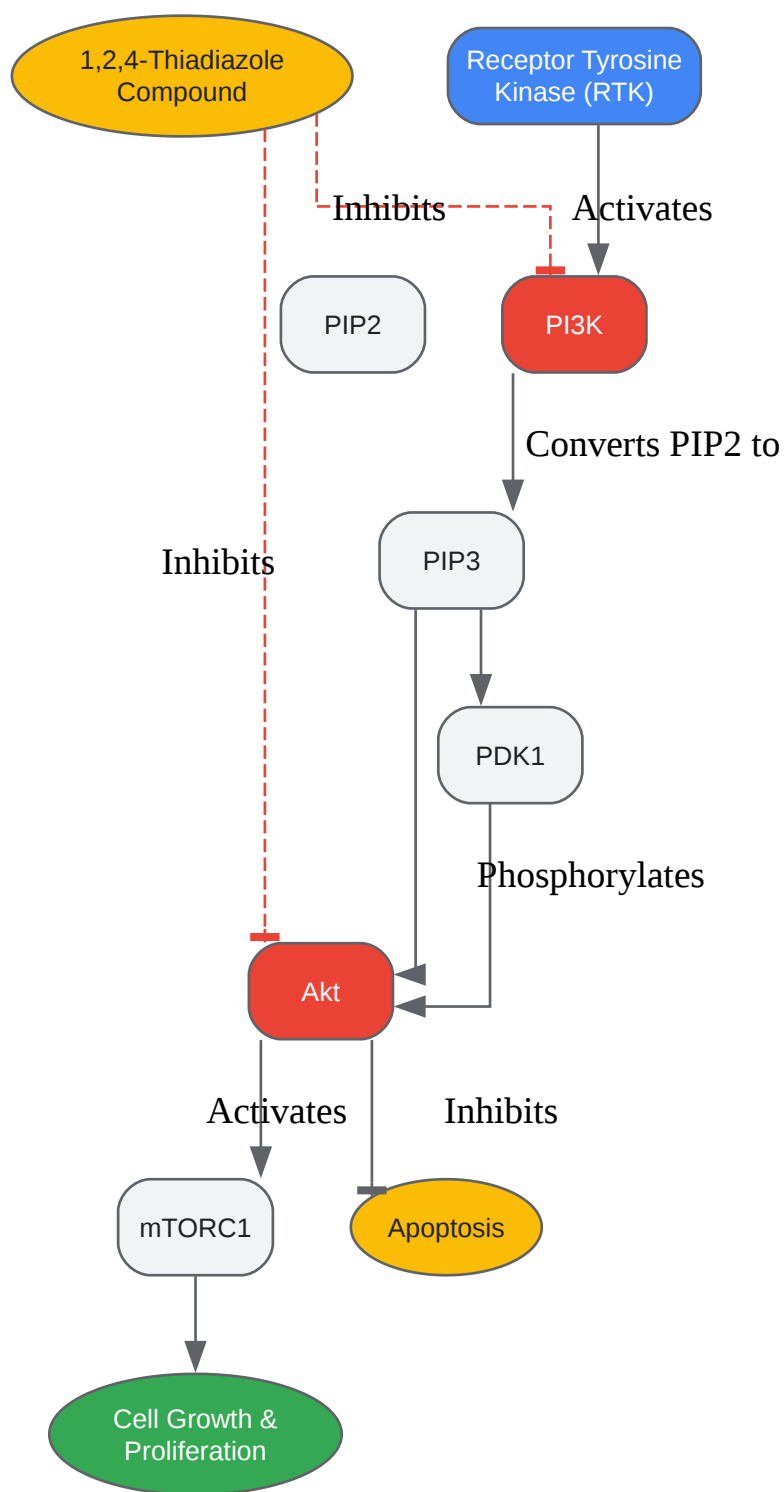 1,2,4-Thiadiazole
Compound
Receptor Tyrosine
Kinase (RTK)
Inhibits
Activates
PIP2
PI3K
Converts PIP2 to
Inhibits
PIP3
PDK1
Phosphorylates
Akt
Activates
Inhibits
mTORC1
Apoptosis
Cell Growth &
Proliferation